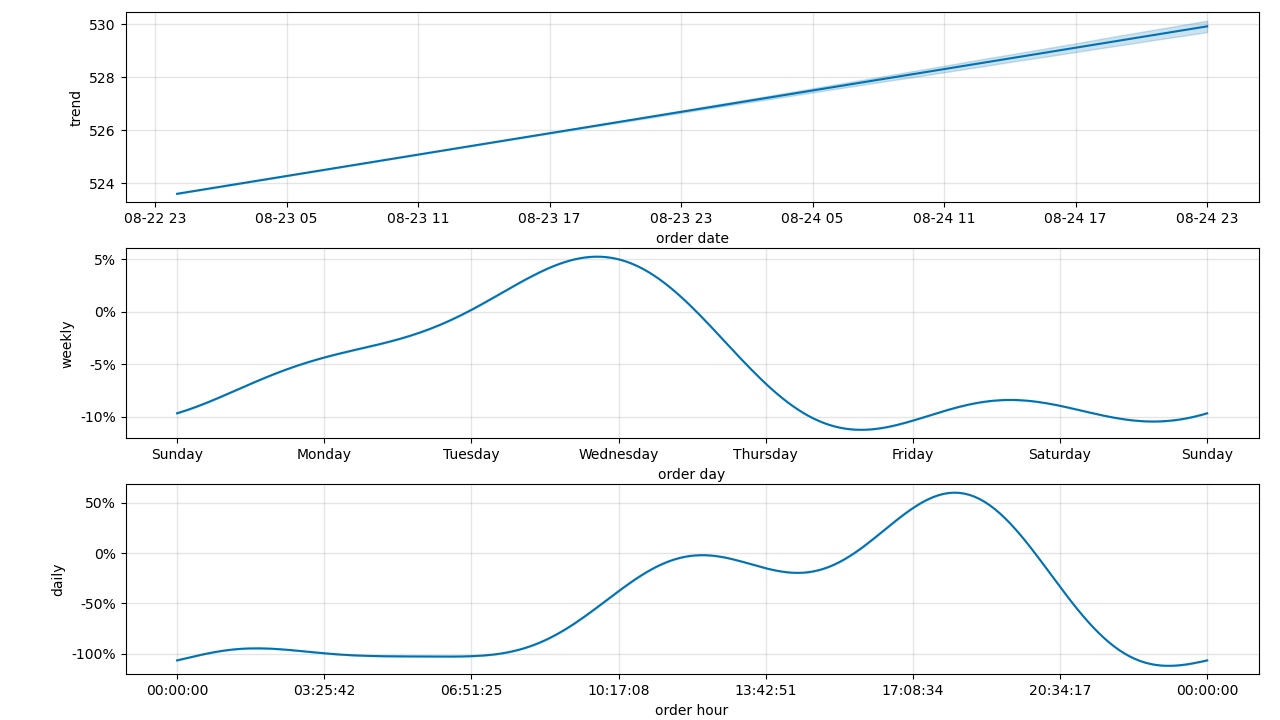 530
528
526
524
trend
08-22 23 08-23 05 08-23 11 08-23 17 08-23 23 08-24 05 08-24 11 08-24 17 08-24 23
order date
5%
0%
-5%
-10%
weekly
Sunday Monday Tuesday Wednesday Thursday Friday Saturday Sunday
order day
50%
0%
-50%
-100%
daily
00:00:00 03:25:42 06:51:25 10:17:08 13:42:51 17:08:34 20:34:17 00:00:00
order hour